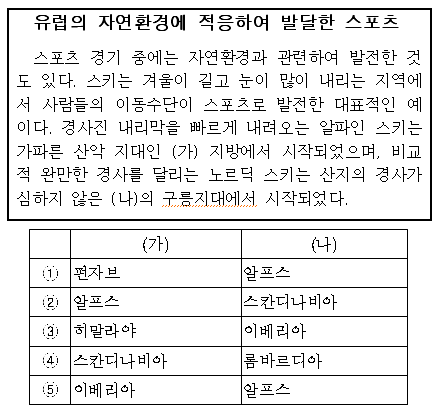 유럽의 자연환경에 적응하여 발달한 스포츠
스포츠 경기 중에는 자연환경과 관련하여 발전한 것
도 있다. 스키는 겨울이 길고 눈이 많이 내리는 지역에
서 사람들의 이동수단이 스포츠로 발전한 대표적인 예
이다. 경사진 내리막을 빠르게 내려오는 알파인 스키는
가파른 산악 지대인 (가) 지방에서 시작되었으며, 비교
적 완만한 경사를 달리는 노르딕 스키는 산지의 경사가
심하지 않은 (나)의 구릉지대에서 시작되었다.
(가) (나)
① 펀자브 알프스
② 알프스 스칸디나비아
③ 히말라야 이베리아
④ 스칸디나비아 롬바르디아
⑤ 이베리아 알프스